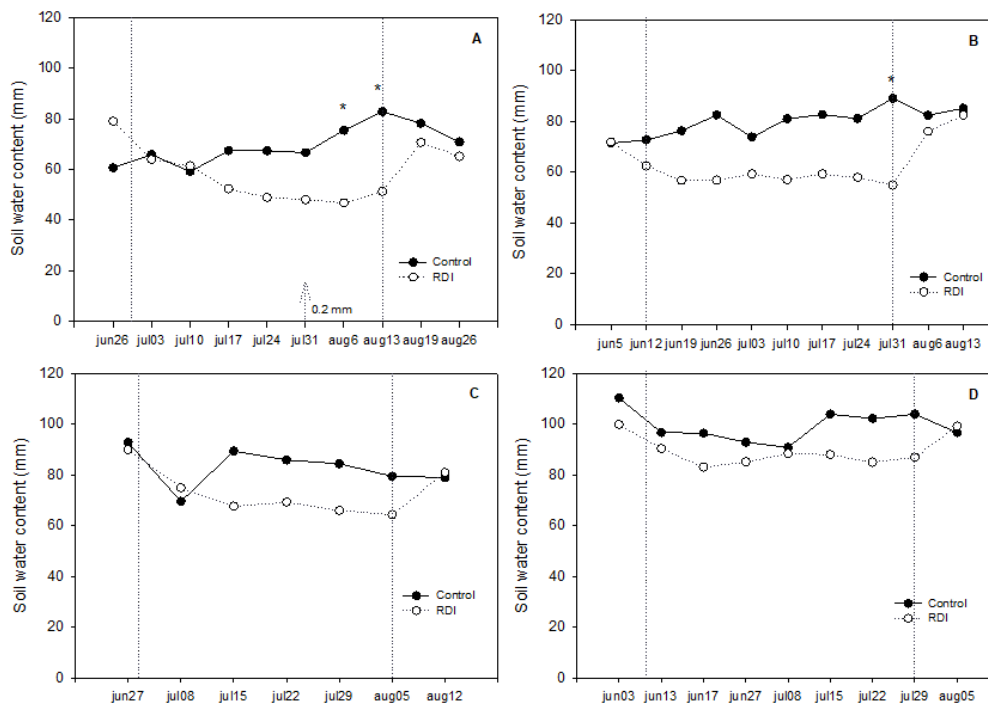 A
Soil water content (mm)
120
100
80
60
40
20
0
*
*
Control
RDI
0.2 mm
jun26 jul03 jul10 jul17 jul24 jul31 aug6 aug13 aug19 aug26
B
Soil water content (mm)
120
100
80
60
40
20
0
*
Control
RDI
jun5 jun12 jun19 jun26 jul03 jul10 jul17 jul24 jul31 aug6 aug13
C
Soil water content (mm)
120
100
80
60
40
20
0
Control
RDI
jun27 jul08 jul15 jul22 jul29 aug05 aug12
D
Soil water content (mm)
120
100
80
60
40
20
0
Control
RDI
jun03 jun13 jun17 jun27 jul08 jul15 jul22 jul29 aug05